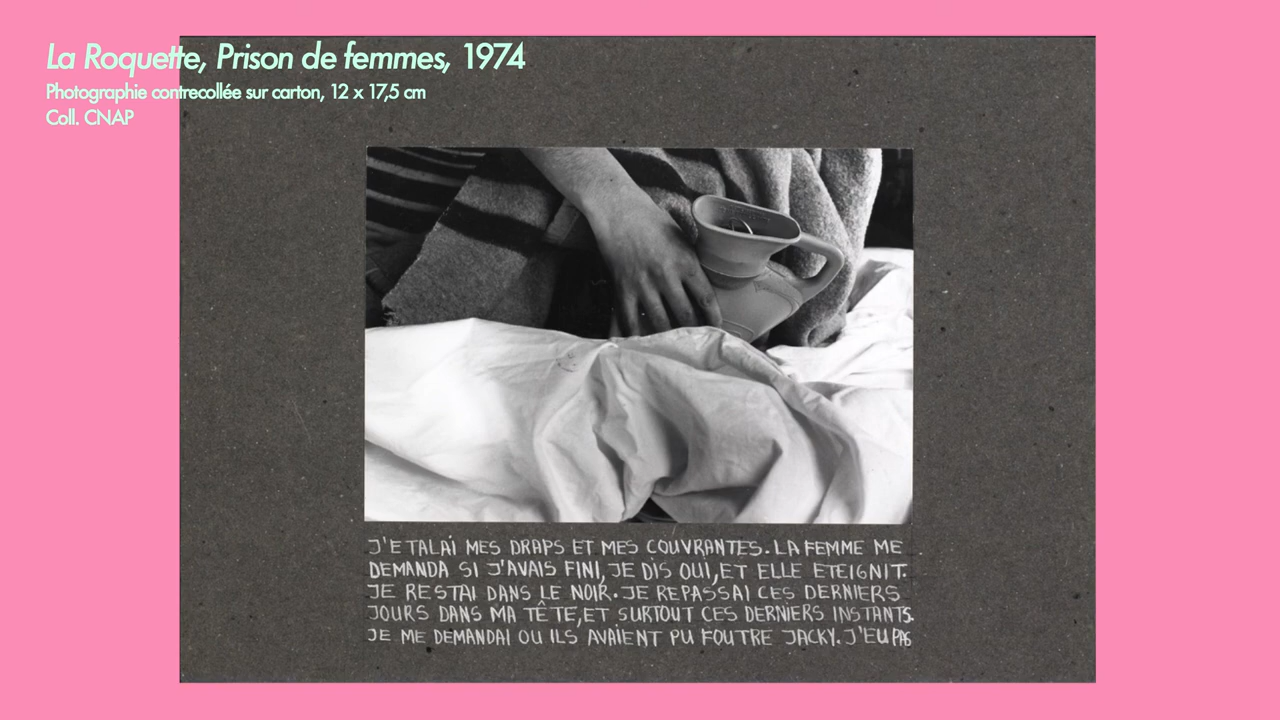 La Roquette, Prison de femmes, 1974
Photographie contrecollée sur carton, 12 x 17,5 cm
Coll. CNAP
J'ETALAI MES DRAPS ET MES COUVRANTES. LA FEMME ME
DEMANDA SI J'AVAIS FINI, JE DIS OUI, ET ELLE ETEIGNIT.
JE RESTAI DANS LE NOIR. JE REPASSAI CES DERNIERS
JOURS DANS MA TÊTE, ET SURTOUT CES DERNIERS INSTANTS.
JE ME DEMANDAI OU ILS AVAIENT PU FOUTRE JACKY. J'EU PAS